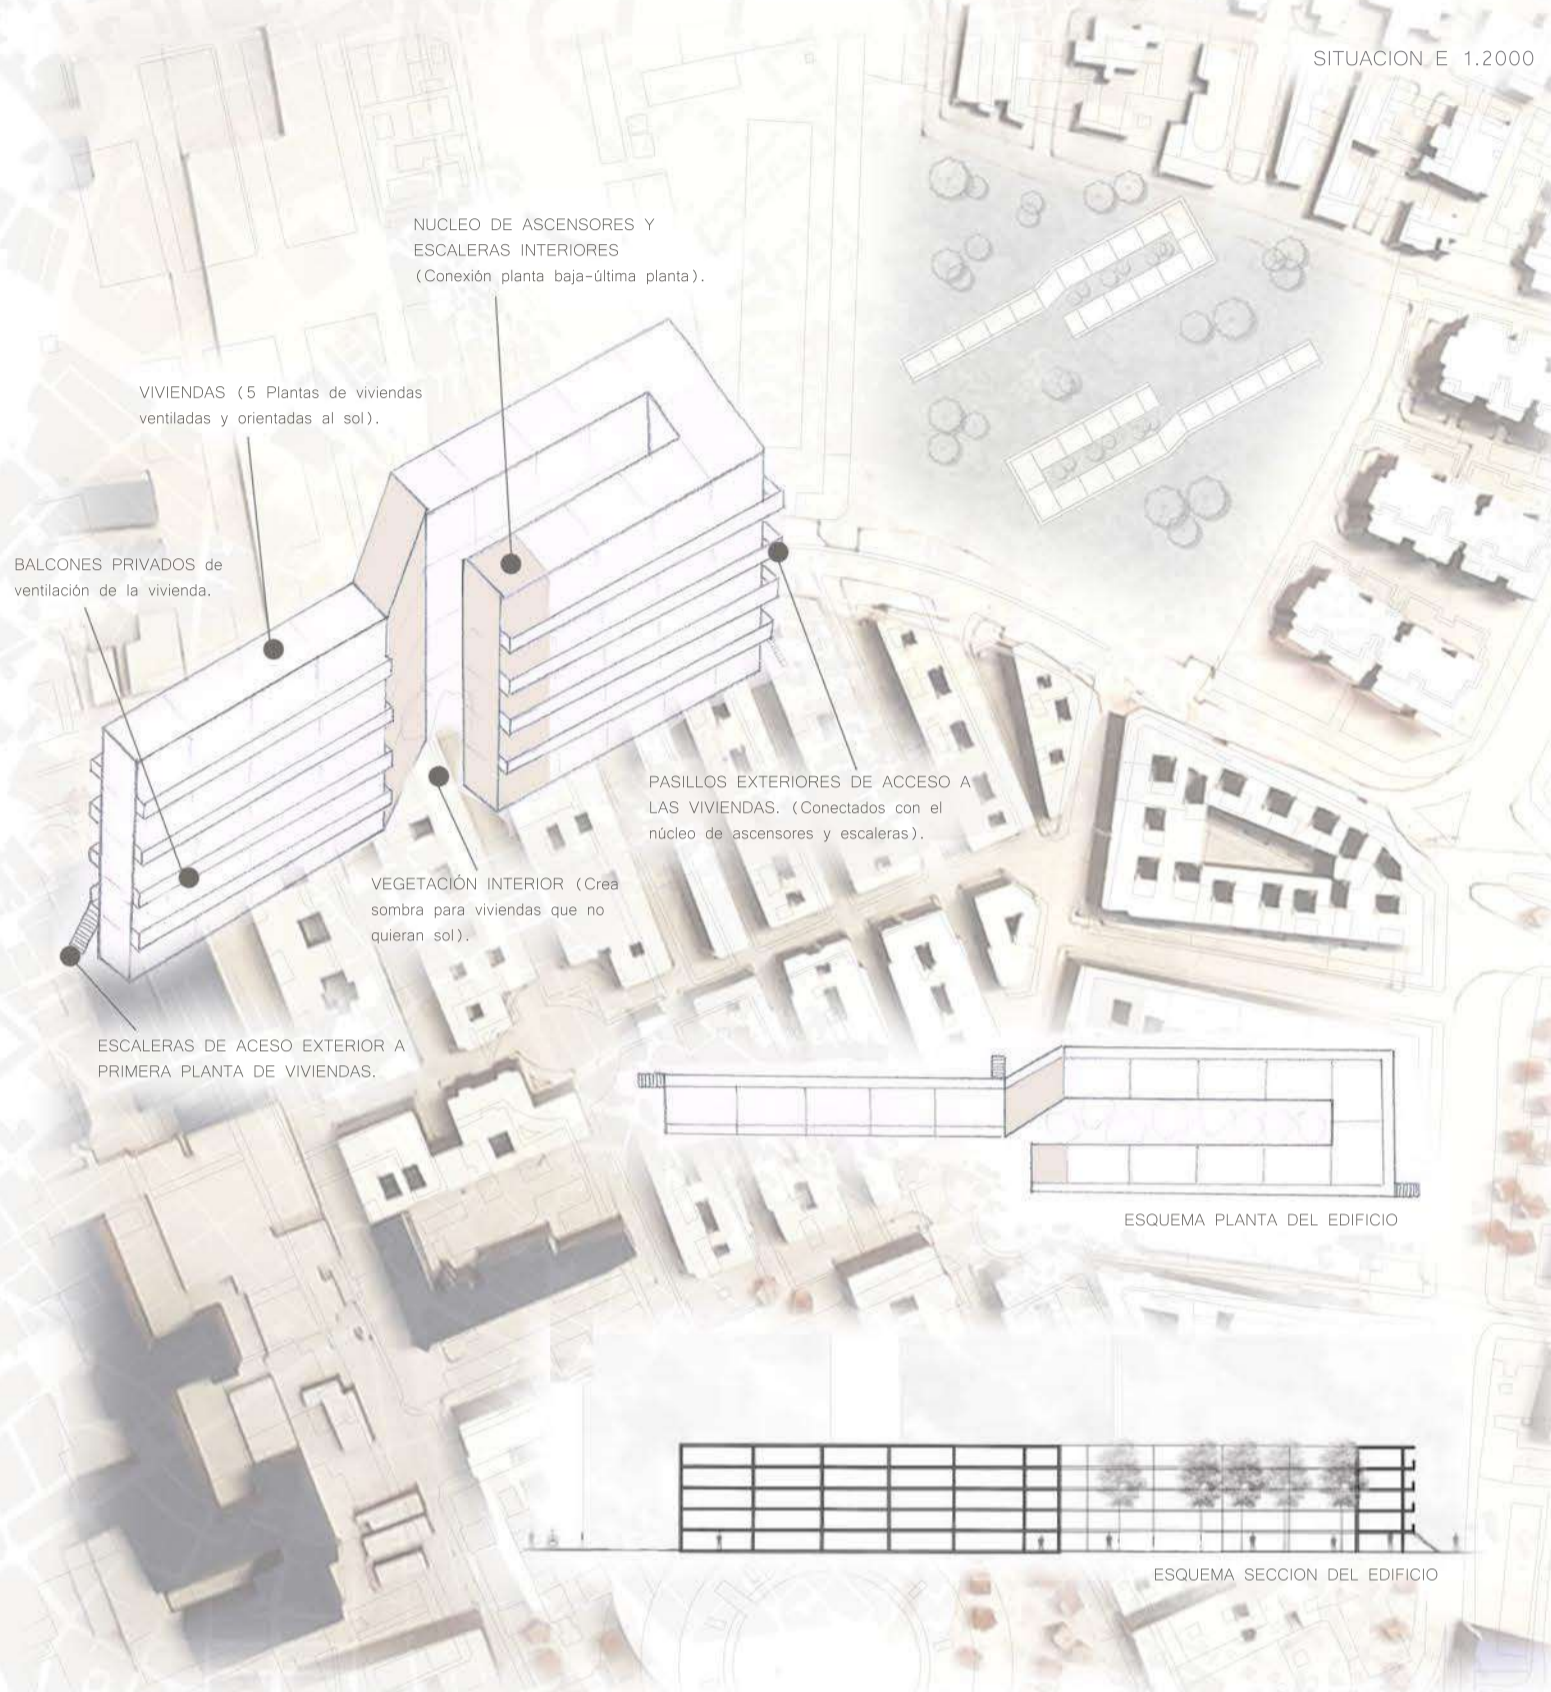 SITUACION E 1.2000
NUCLEO DE ASCENSORES Y
ESCALERAS INTERIORES
(Conexión planta baja-última planta).
VIVIENDAS (5 Plantas de viviendas
ventiladas y orientadas al sol).
BALCONES PRIVADOS de
ventilación de la vivienda.
PASILLOS EXTERIORES DE ACCESO A
LAS VIVIENDAS. (Conectados con el
núcleo de ascensores y escaleras).
VEGETACIÓN INTERIOR (Crea
sombra para viviendas que no
quieran sol).
ESCALERAS DE ACESO EXTERIOR A
PRIMERA PLANTA DE VIVIENDAS.
ESQUEMA PLANTA DEL EDIFICIO
ESQUEMA SECCION DEL EDIFICIO